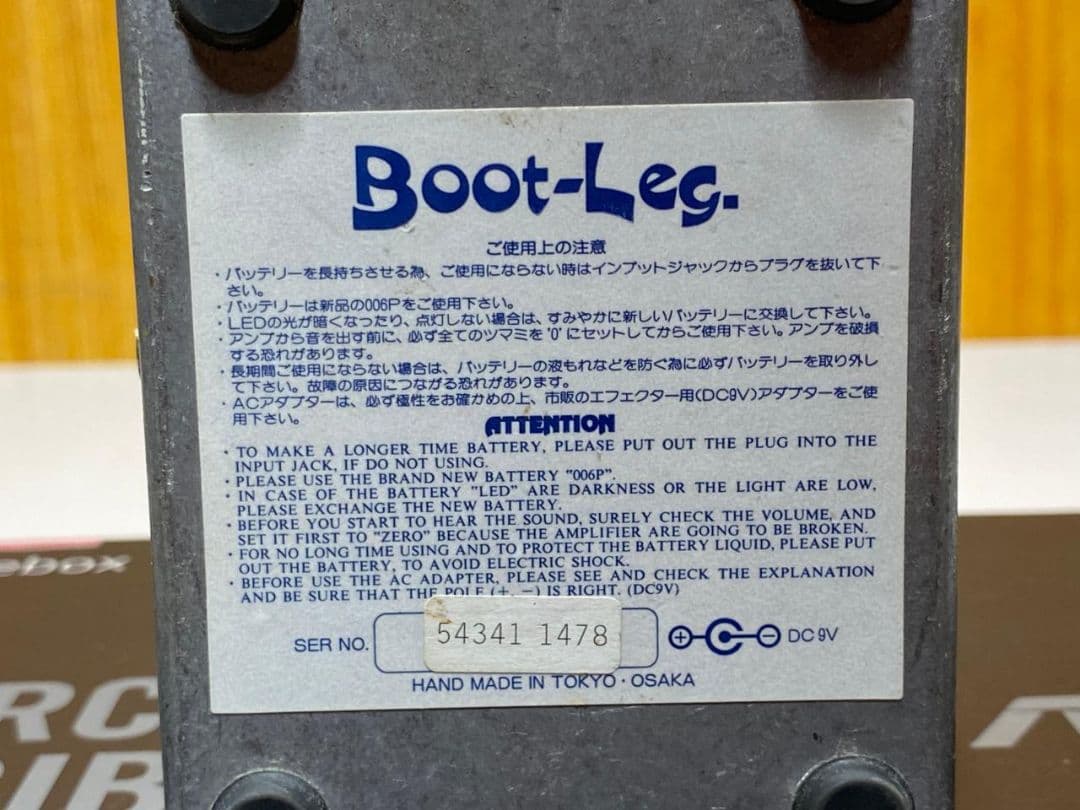 Boot-Leg.
ご使用上の注意
・バッテリーを長持ちさせる為、ご使用にならない時はインプットジャックからプラグを抜いて下
さい。
・バッテリーは新品の006Pをご使用下さい。
・LEDの光が暗くなったり、点灯しない場合は、すみやかに新しいバッテリーに交換して下さい。
・アンプから音を出す前に、必ず全てのツマミを '0' にセットしてからご使用下さい。アンプを破損
する恐れがあります。
・長期間ご使用にならない場合は、バッテリーの液もれなどを防ぐ為に必ずバッテリーを取り外し
て下さい。故障の原因につながる恐れがあります。
・ACアダプターは、必ず極性をお確かめの上、市販のエフェクター用(DC9V)アダプターをご使
用下さい。
ATTENTION
・TO MAKE A LONGER TIME BATTERY, PLEASE PUT OUT THE PLUG INTO THE
INPUT JACK, IF DO NOT USING.
・PLEASE USE THE BRAND NEW BATTERY "006P".
・IN CASE OF THE BATTERY "LED" ARE DARKNESS OR THE LIGHT ARE LOW,
PLEASE EXCHANGE THE NEW BATTERY.
・BEFORE YOU START TO HEAR THE SOUND, SURELY CHECK THE VOLUME, AND
SET IT FIRST TO "ZERO" BECAUSE THE AMPLIFIER ARE GOING TO BE BROKEN.
・FOR NO LONG TIME USING AND TO PROTECT THE BATTERY LIQUID, PLEASE PUT
OUT THE BATTERY, TO AVOID ELECTRIC SHOCK.
・BEFORE USE THE AC ADAPTER, PLEASE SEE AND CHECK THE EXPLANATION
AND BE SURE THAT THE POLE (+, −) IS RIGHT. (DC9V)
SER NO. 54341 1478 + − DC 9V
HAND MADE IN TOKYO・OSAKA
ebox
RC
IB